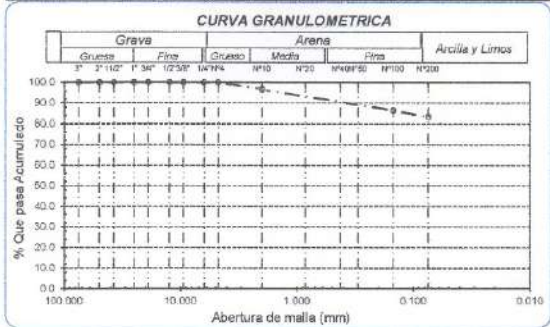 CURVA GRANULOMETRICA
Grava Arena Arcilla y Limos
Gruesa Fina Grueso Media Fina
3" 2" 1 1/2" 1" 3/4" 1/2" 3/8" 1/4" N°4 N°10 N°20 N°40 N°50 N°100 N°200
100.0
90.0
80.0
70.0
60.0
50.0
40.0
30.0
20.0
10.0
0.0
% Que pasa Acumulado
100.000 10.000 1.000 0.100 0.010
Abertura de malla (mm)